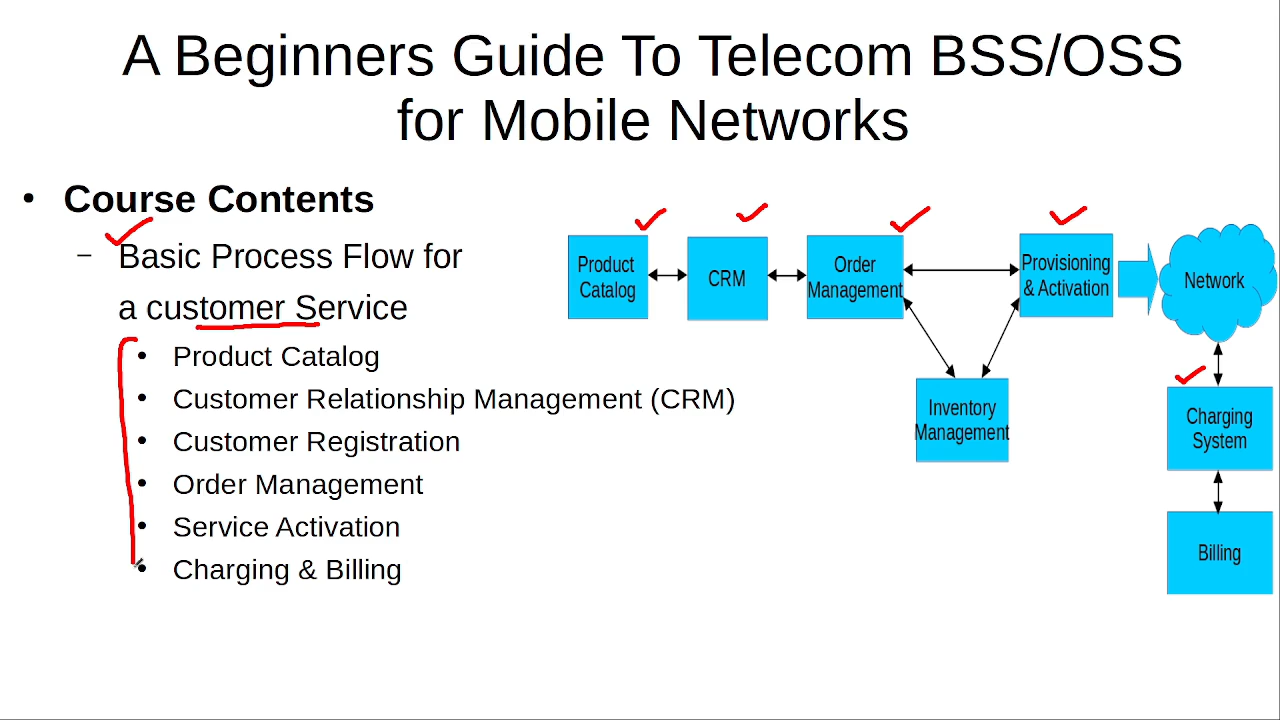 A Beginners Guide To Telecom BSS/OSS
for Mobile Networks
• Course Contents
– Basic Process Flow for
a customer Service
• Product Catalog
• Customer Relationship Management (CRM)
• Customer Registration
• Order Management
• Service Activation
• Charging & Billing
Product
Catalog
CRM
Order
Management
Provisioning
& Activation
Network
Inventory
Management
Charging
System
Billing